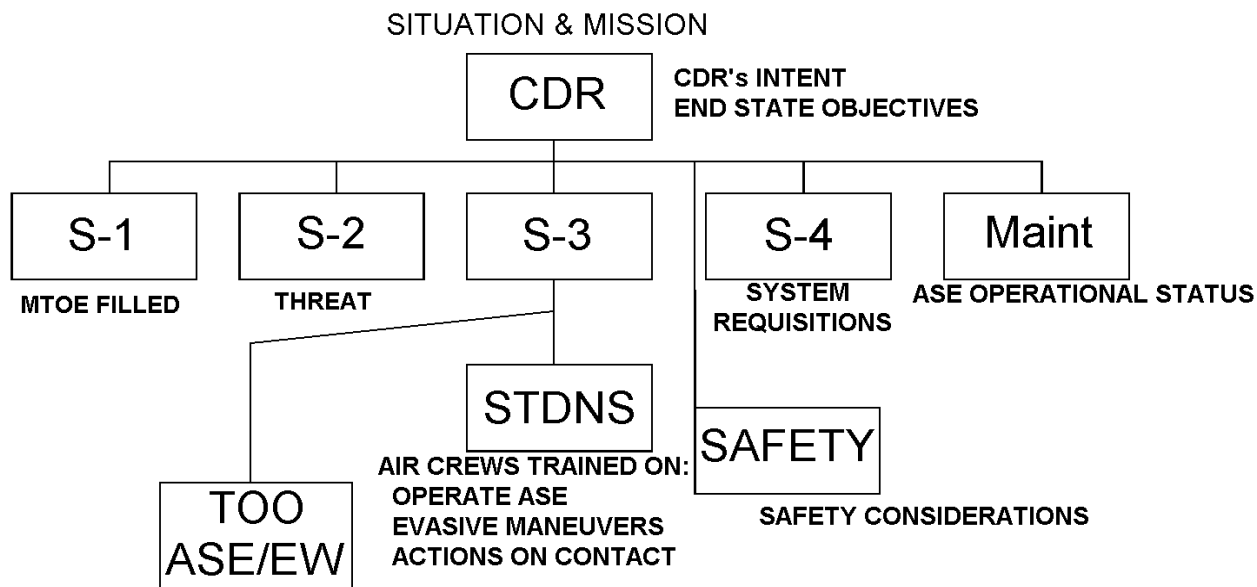 SITUATION & MISSION
CDR
CDR's INTENT
END STATE OBJECTIVES
S-1
S-2
S-3
S-4
Maint
MTOE FILLED
THREAT
SYSTEM
REQUISITIONS
ASE OPERATIONAL STATUS
STDNS
SAFETY
AIR CREWS TRAINED ON:
OPERATE ASE
EVASIVE MANEUVERS
ACTIONS ON CONTACT
TOO
ASE/EW
SAFETY CONSIDERATIONS